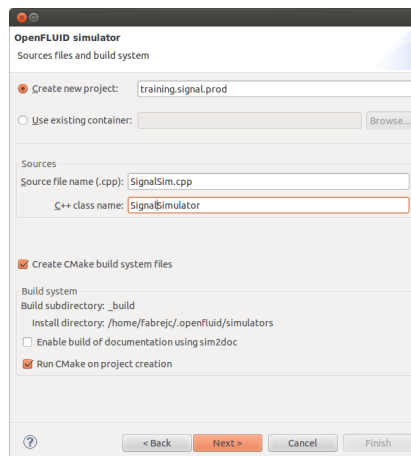 OpenFLUID simulator
Sources files and build system
Create new project: training.signal.prod
Use existing container: Browse...
Sources
Source file name (.cpp): SignalSim.cpp
C++ class name: SignalSimulator
Create CMake build system files
Build system
Build subdirectory: _build
Install directory: /home/fabrejc/.openfluid/simulators
Enable build of documentation using sim2doc
Run CMake on project creation
? < Back Next > Cancel Finish